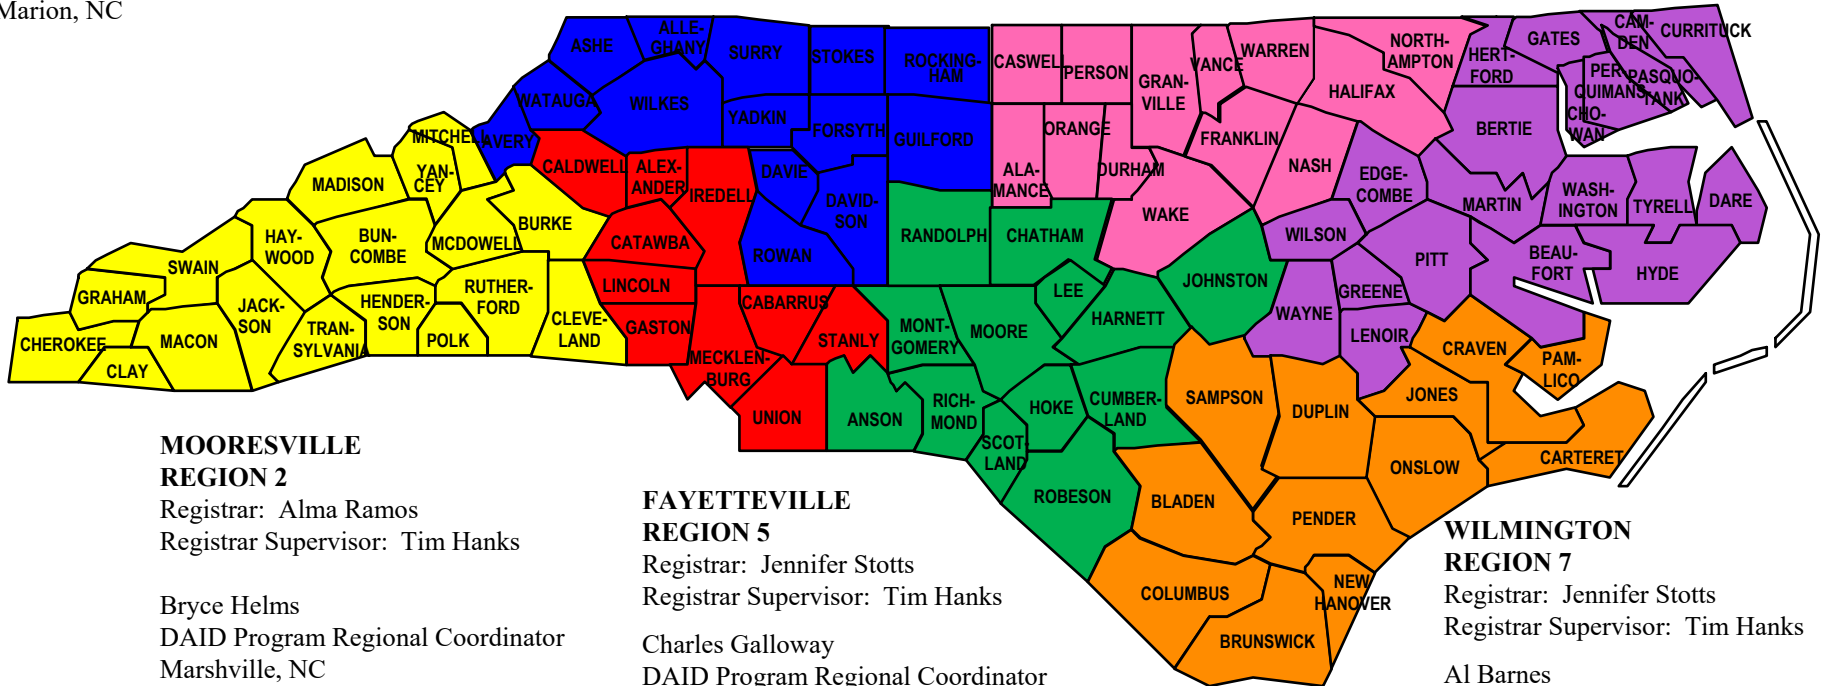 Marion, NC
ASHE
ALLE-
GHANY
SURRY
STOKES
ROCKING-
HAM
CASWELL
PERSON
GRAN-
VILLE
VANCE
WARREN
NORTH-
AMPTON
HALIFAX
HERT-
FORD
GATES
CAM-
DEN
CURRITUCK
PER-
QUIMANS
PASQUO-
TANK
CHO-
WAN
WATAUGA
WILKES
YADKIN
FORSYTH
GUILFORD
ALA-
MANCE
ORANGE
DURHAM
FRANKLIN
NASH
EDGE-
COMBE
BERTIE
MARTIN
WASH-
INGTON
TYRELL
DARE
MITCHELL
AVERY
YAN-
CEY
MADISON
CALDWELL
ALEX-
ANDER
IREDELL
DAVIE
DAVID-
SON
ROWAN
RANDOLPH
CHATHAM
WAKE
JOHNSTON
WILSON
PITT
BEAU-
FORT
HYDE
BURKE
MCDOWELL
BUN-
COMBE
HAY-
WOOD
SWAIN
GRAHAM
CHEROKEE
CLAY
MACON
JACK-
SON
TRAN-
SYLVANIA
HENDER-
SON
POLK
RUTHER-
FORD
CLEVE-
LAND
CATAWBA
LINCOLN
GASTON
MECKLEN-
BURG
CABARRUS
STANLY
UNION
ANSON
MONT-
GOMERY
MOORE
LEE
HARNETT
RICH-
MOND
SCOT-
LAND
HOKE
CUMBER-
LAND
ROBESON
WAYNE
GREENE
LENOIR
CRAVEN
PAM-
LICO
JONES
CARTERET
ONSLOW
DUPLIN
SAMPSON
BLADEN
PENDER
COLUMBUS
NEW
HANOVER
BRUNSWICK
MOORESVILLE
REGION 2
Registrar: Alma Ramos
Registrar Supervisor: Tim Hanks
Bryce Helms
DAID Program Regional Coordinator
Marshville, NC
FAYETTEVILLE
REGION 5
Registrar: Jennifer Stotts
Registrar Supervisor: Tim Hanks
Charles Galloway
DAID Program Regional Coordinator
WILMINGTON
REGION 7
Registrar: Jennifer Stotts
Registrar Supervisor: Tim Hanks
Al Barnes